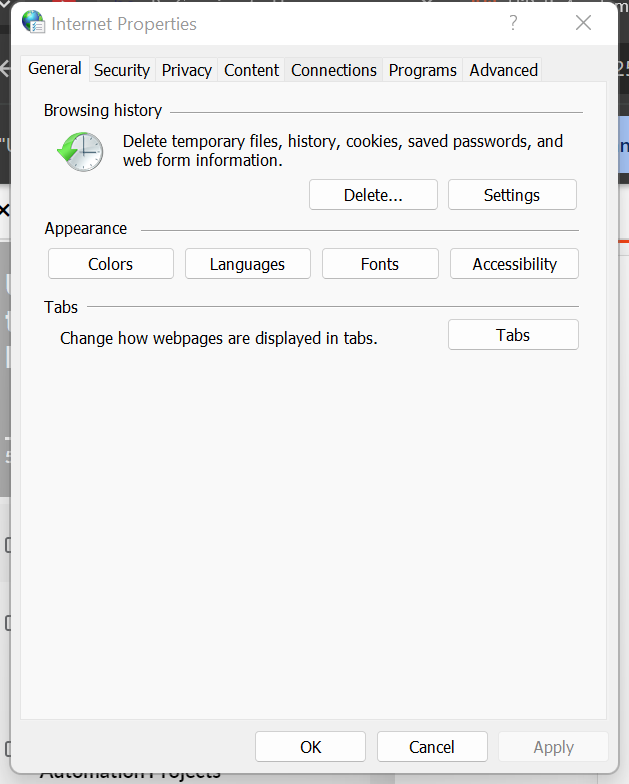 Internet Properties
?
General Security Privacy Content Connections Programs Advanced
Browsing history
Delete temporary files, history, cookies, saved passwords, and
web form information.
Delete... Settings
Appearance
Colors Languages Fonts Accessibility
Tabs
Change how webpages are displayed in tabs.
Tabs
OK Cancel Apply
Automation Projects